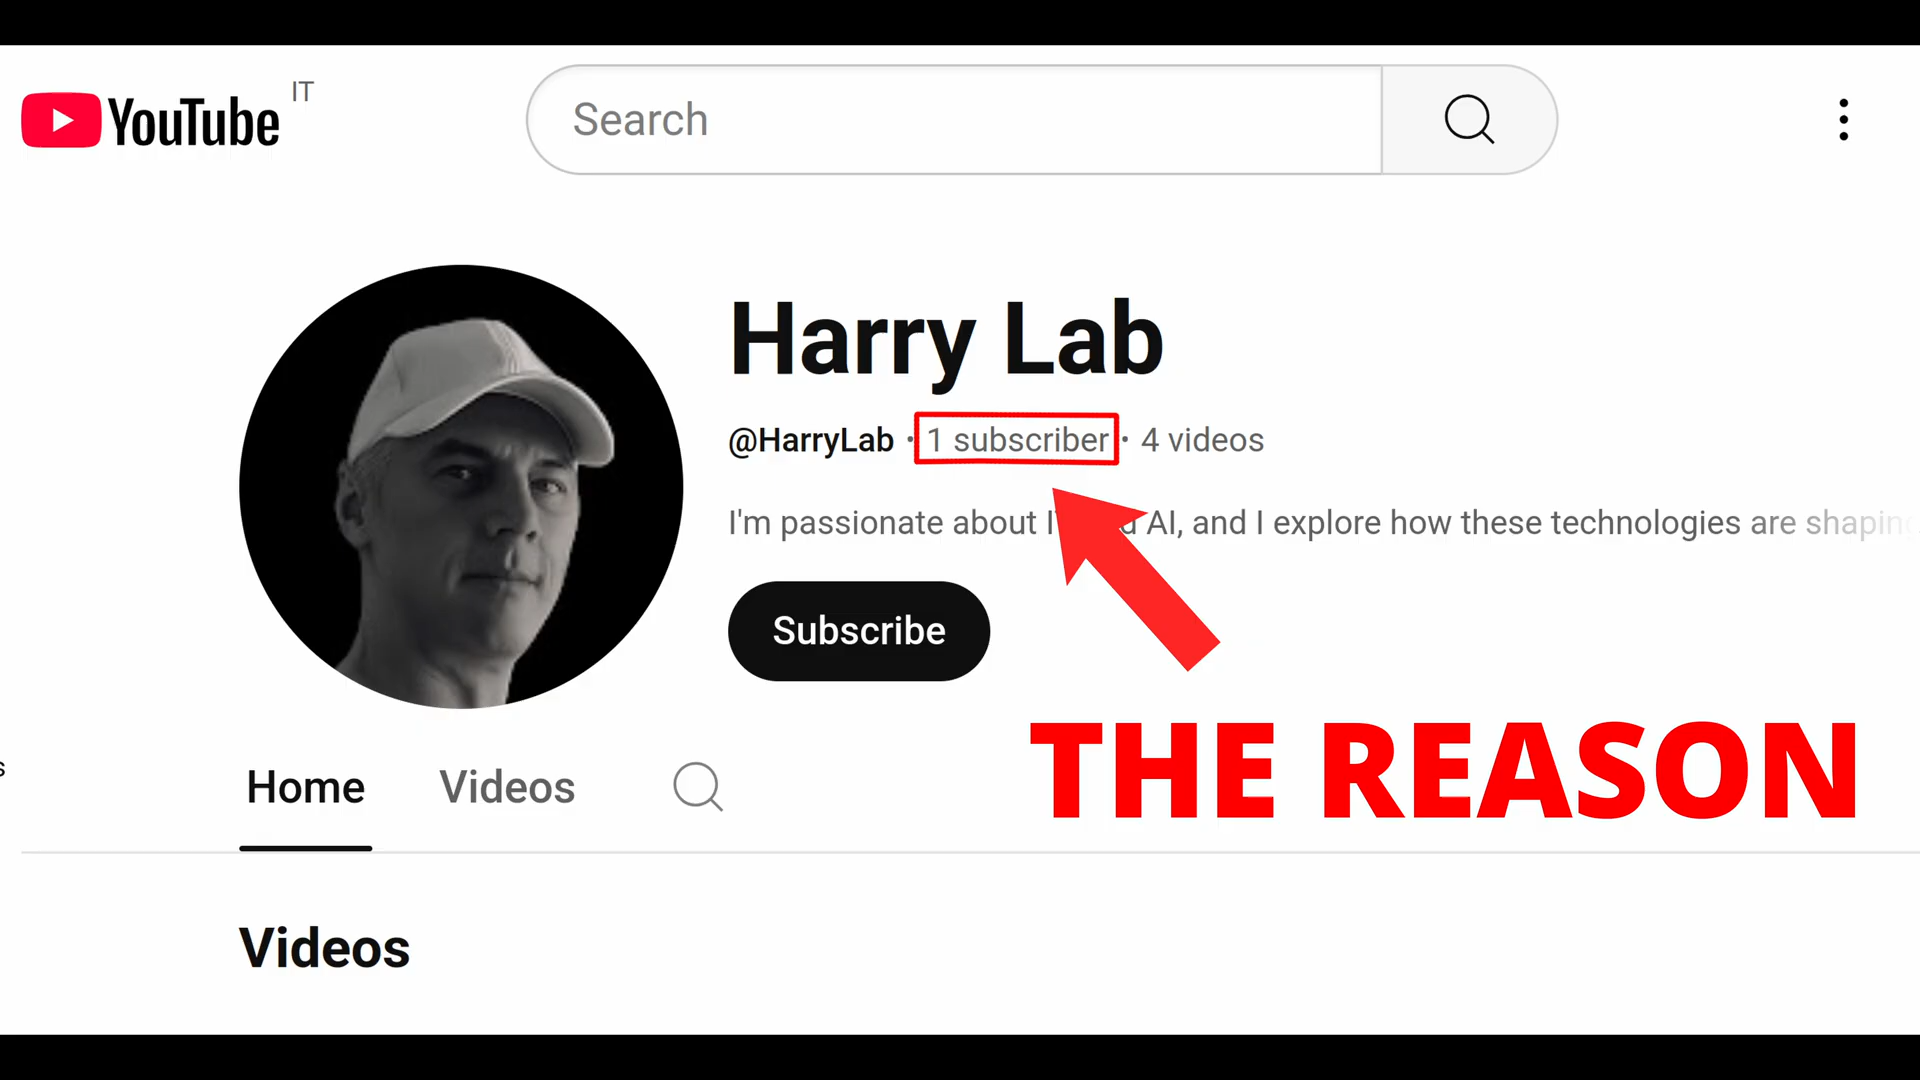 YouTube IT
Search
Harry Lab
@HarryLab · 1 subscriber · 4 videos
I'm passionate about AI, and I explore how these technologies are
Subscribe
THE REASON
Home Videos
Videos